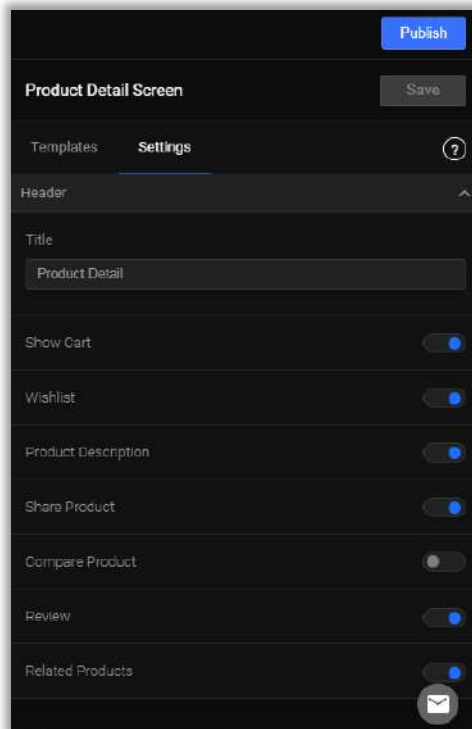 Publish
Product Detail Screen
Save
Templates Settings ?
Header
Title
Product Detail
Show Cart
Wishlist
Product Description
Share Product
Compare Product
Review
Related Products